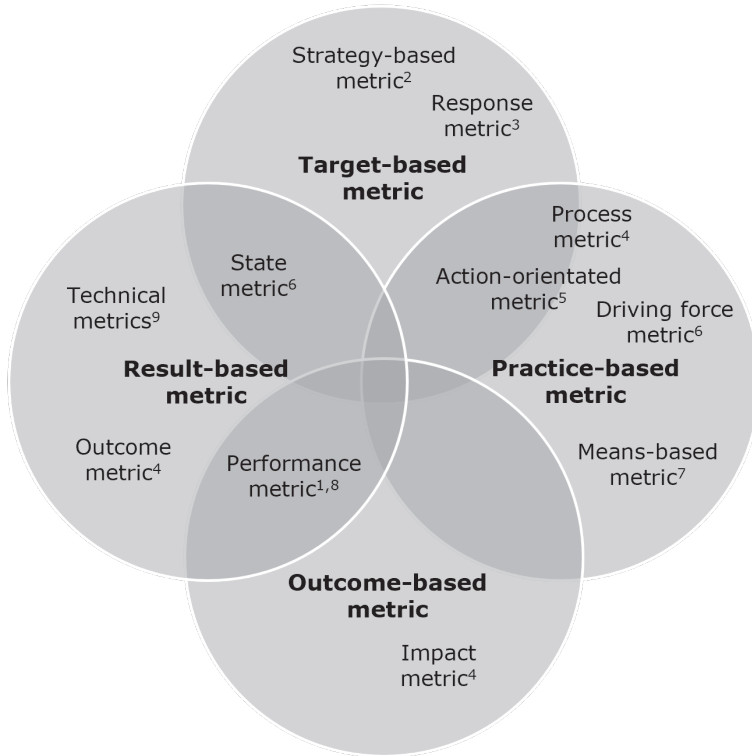 Strategy-based
metric²
Response
metric³
Target-based
metric
Process
metric⁴
State
metric⁶
Action-orientated
metric⁵
Technical
metrics⁹
Driving force
metric⁶
Result-based
metric
Practice-based
metric
Outcome
metric⁴
Performance
metric¹,⁸
Means-based
metric⁷
Outcome-based
metric
Impact
metric⁴